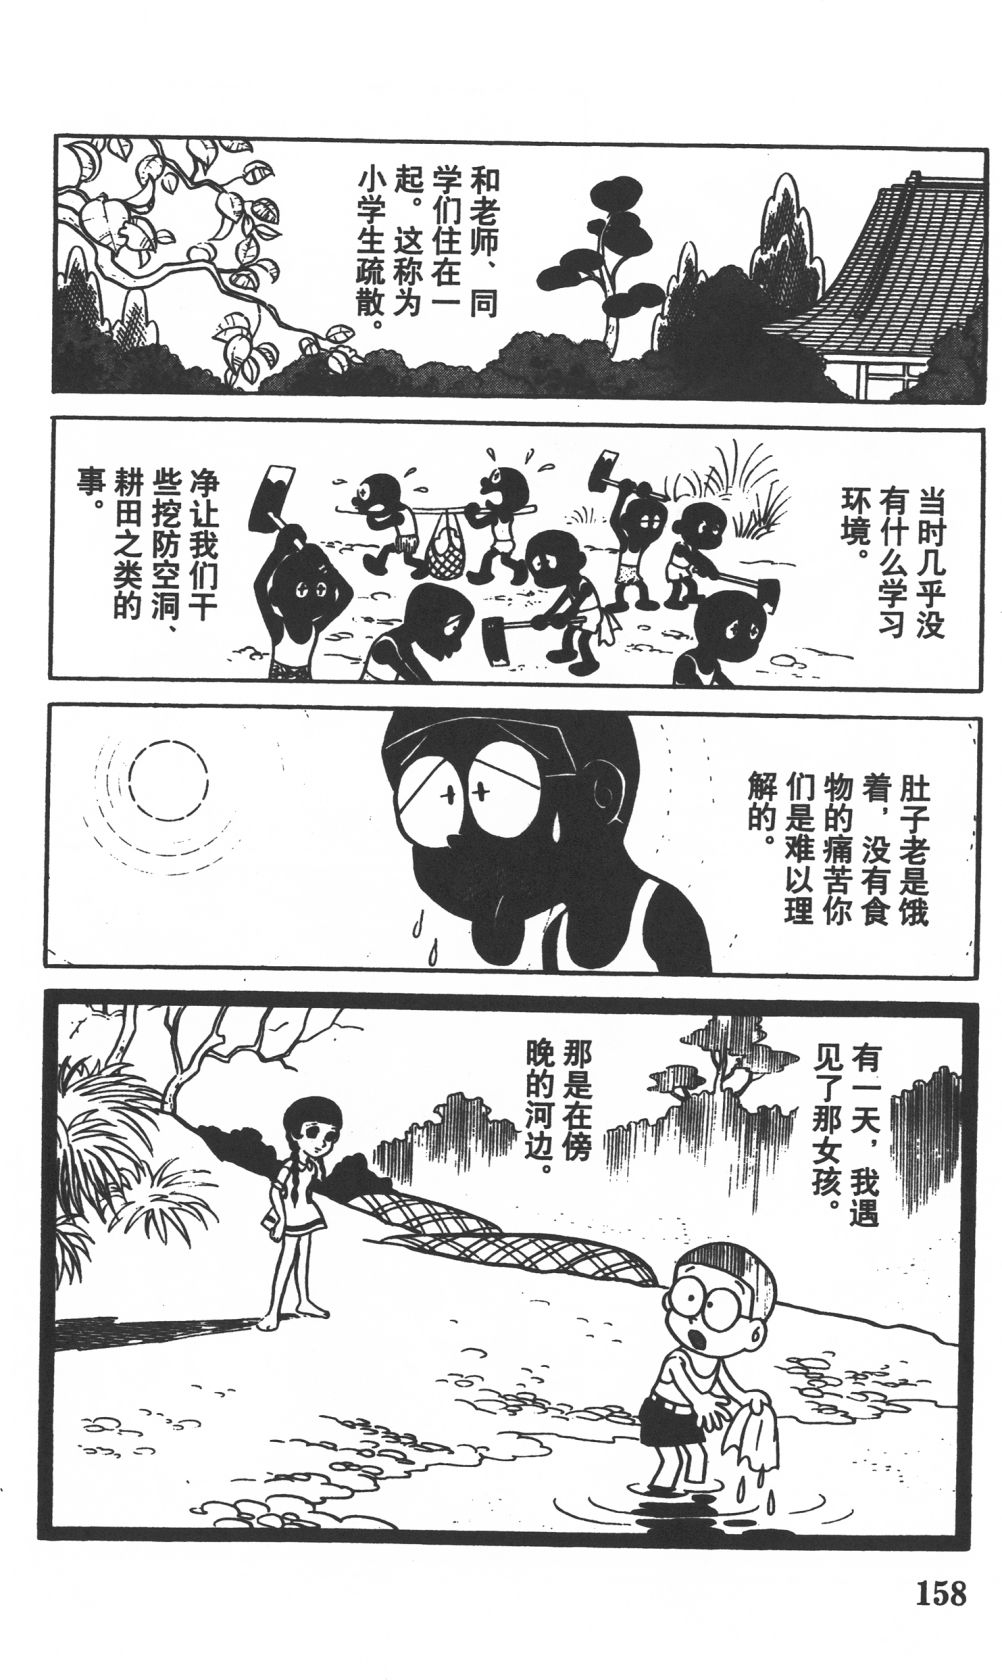 和老师、同
学们住在一
起。这称为
小学生疏散。
当时几乎没
有什么学习
环境。
净让我们干
些挖防空洞、
耕田之类的
事。
肚子老是饿
着，没有食
物的痛苦你
们是难以理
解的。
有一天，我遇
见了那女孩。
那是在傍
晚的河边。
158